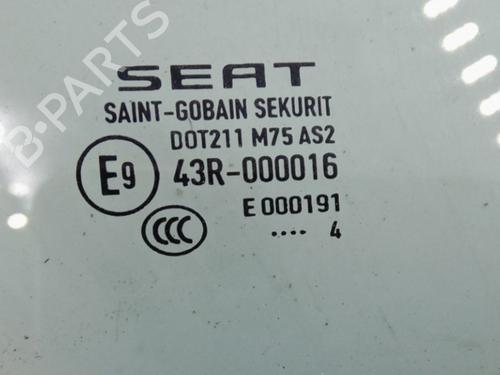 SEAT
SAINT-GOBAIN SEKURIT
DOT211 M75 AS2
E9 43R-000016
E 000191
CCC
.... 4
B-PARTS